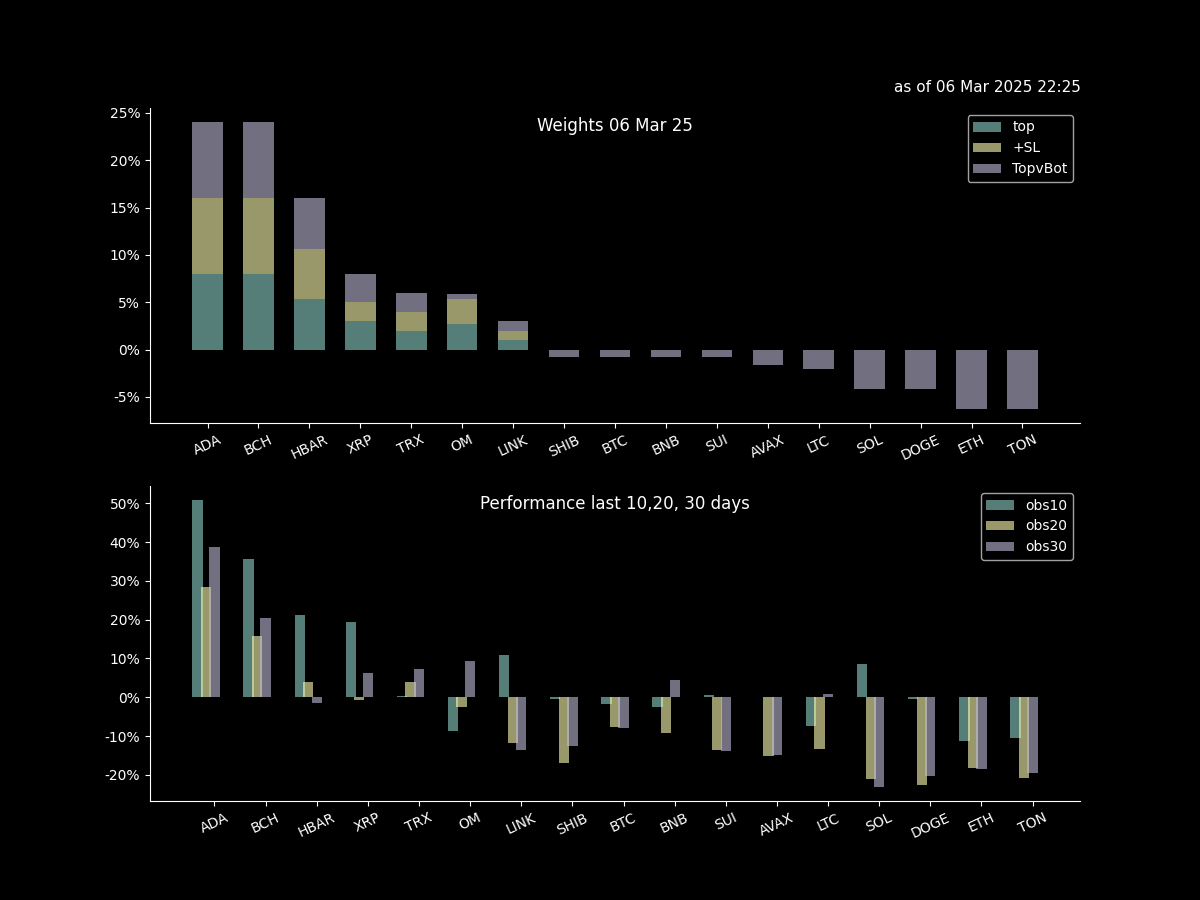 as of 06 Mar 2025 22:25
Weights 06 Mar 25
top
+SL
TopvBot
25%
20%
15%
10%
5%
0%
-5%
ADA BCH HBAR XRP TRX OM LINK SHIB BTC BNB SUI AVAX LTC SOL DOGE ETH TON
Performance last 10,20, 30 days
obs10
obs20
obs30
50%
40%
30%
20%
10%
0%
-10%
-20%
ADA BCH HBAR XRP TRX OM LINK SHIB BTC BNB SUI AVAX LTC SOL DOGE ETH TON